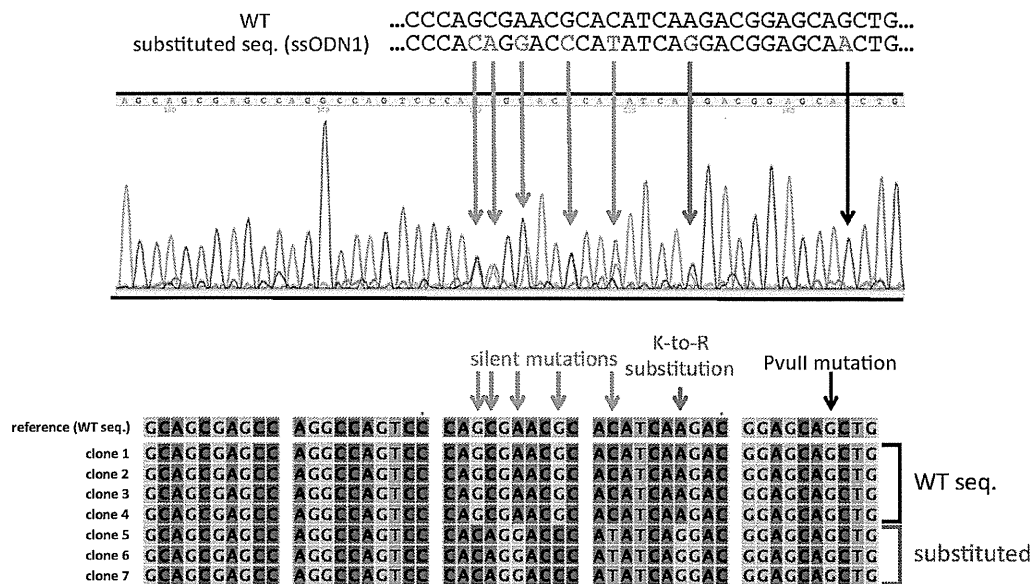 WT ...CCCAGCGAACGCACATCAAGACGGAGCAGCTG...
substituted seq. (ssODN1) ...CCCACAGGACCCATATCAGGACGGAGCAACTG...
A G C A G C G A G C C A G G C C A G T C C C A
silent mutations
K-to-R
substitution
PvuII mutation
reference (WT seq.) GCAGCGAGCC AGGCCAGTCC CAGCGAACGC ACATCAAGAC GGAGCAGCTG
clone 1 GCAGCGAGCC AGGCCAGTCC CAGCGAACGC ACATCAAGAC GGAGCAGCTG
clone 2 GCAGCGAGCC AGGCCAGTCC CAGCGAACGC ACATCAAGAC GGAGCAGCTG
clone 3 GCAGCGAGCC AGGCCAGTCC CAGCGAACGC ACATCAAGAC GGAGCAGCTG
clone 4 GCAGCGAGCC AGGCCAGTCC CAGCGAACGC ACATCAAGAC GGAGCAGCTG
WT seq.
clone 5 GCAGCGAGCC AGGCCAGTCC CACAGGACCC ATATCAGGAC GGAGCAGCTG
clone 6 GCAGCGAGCC AGGCCAGTCC CACAGGACCC ATATCAGGAC GGAGCAGCTG
clone 7 GCAGCGAGCC AGGCCAGTCC CACAGGACCC ATATCAGGAC GGAGCAGCTG
substituted